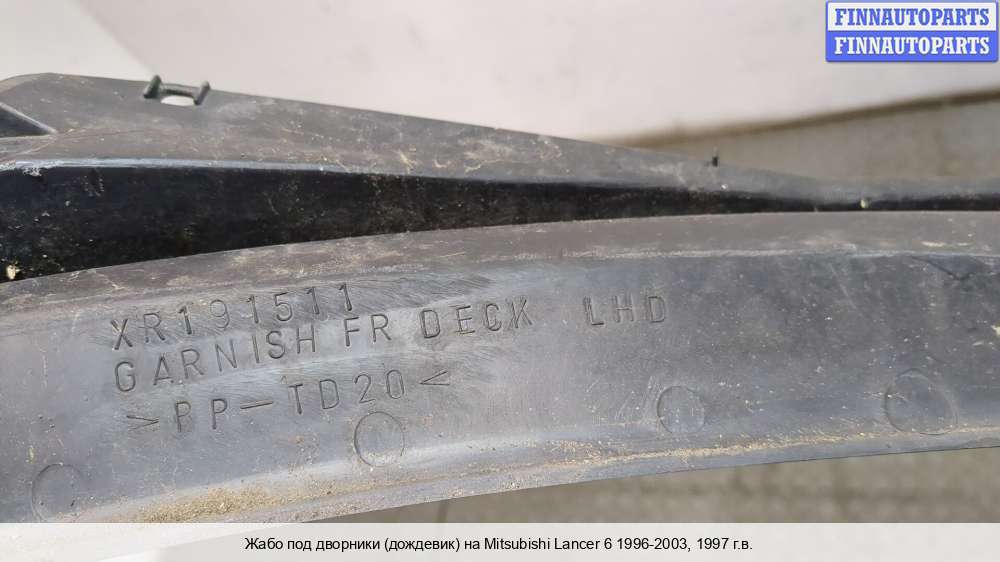 FINNAUTOPARTS
FINNAUTOPARTS
XR191511
GARNISH FR DECK LHD
>PP-TD20<
Жабо под дворники (дождевик) на Mitsubishi Lancer 6 1996-2003, 1997 г.в.